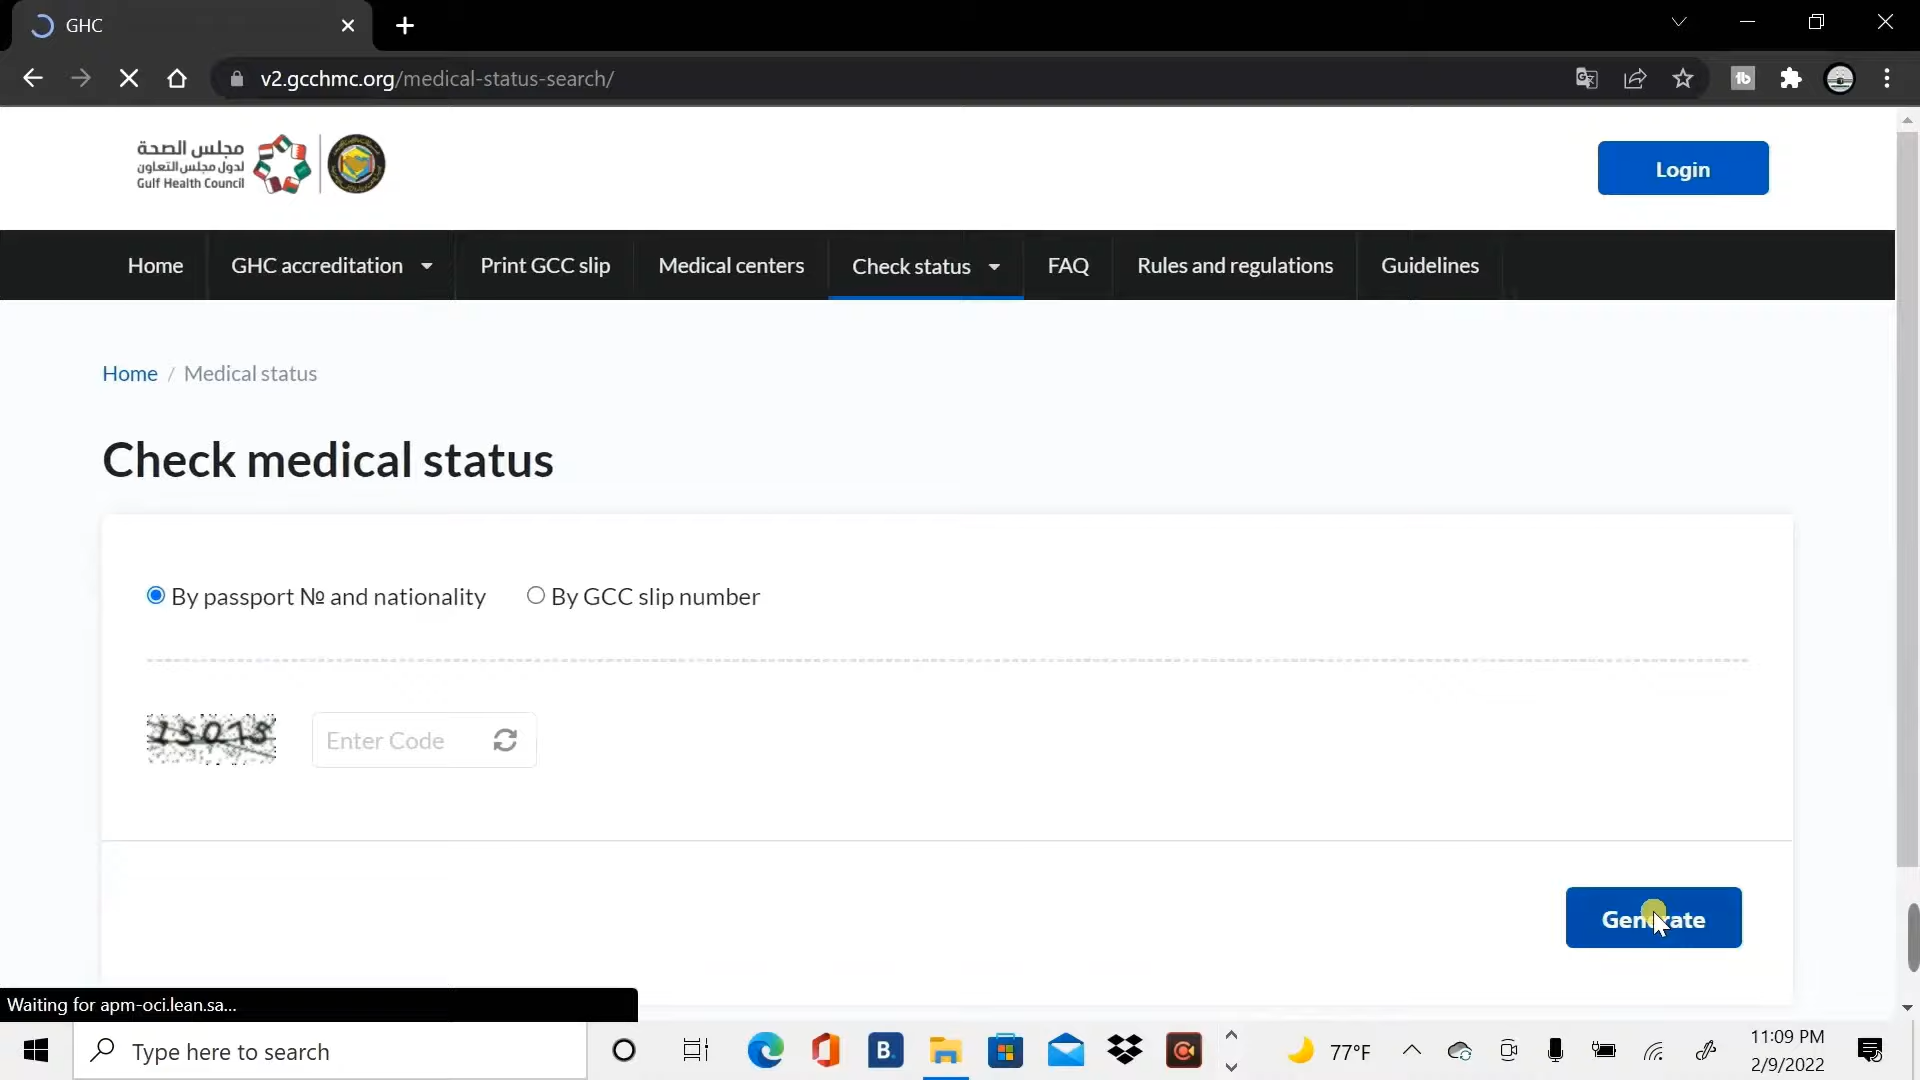 GHC
v2.gcchmc.org/medical-status-search/
مجلس الصحة
لدول مجلس التعاون
Gulf Health Council
Login
Home
GHC accreditation
Print GCC slip
Medical centers
Check status
FAQ
Rules and regulations
Guidelines
Home / Medical status
Check medical status
By passport № and nationality
By GCC slip number
Enter Code
Generate
Waiting for apm-oci.lean.sa...
Type here to search
B.
77°F
11:09 PM
2/9/2022